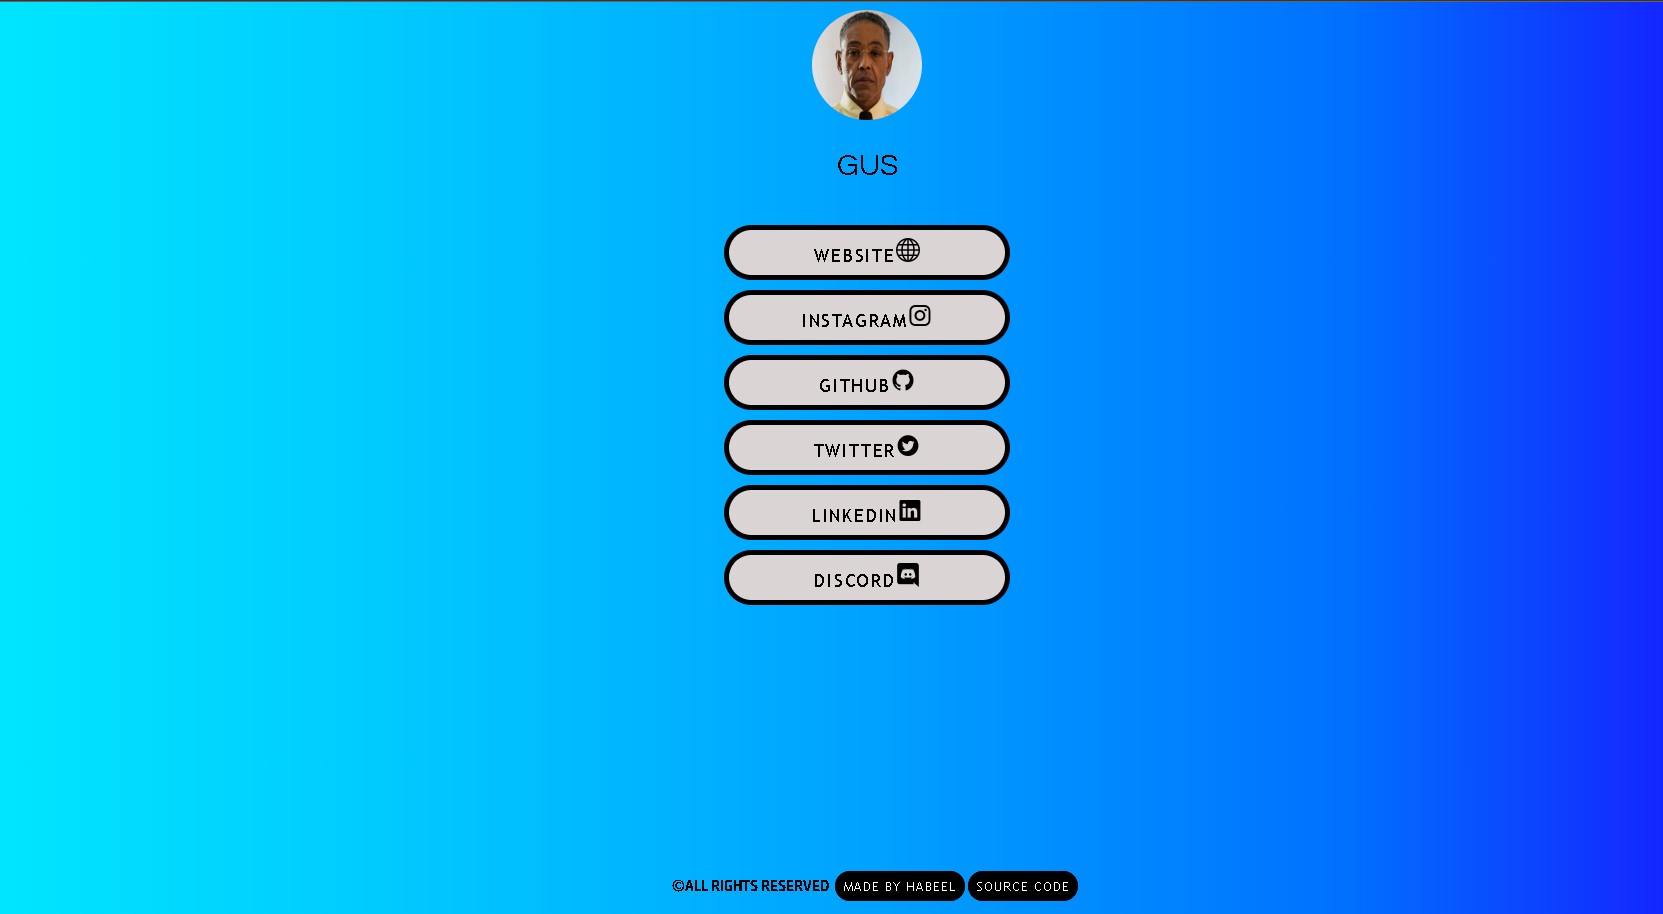 GUS
WEBSITE
INSTAGRAM
GITHUB
TWITTER
LINKEDIN
DISCORD
©ALL RIGHTS RESERVED MADE BY HABEEL SOURCE CODE